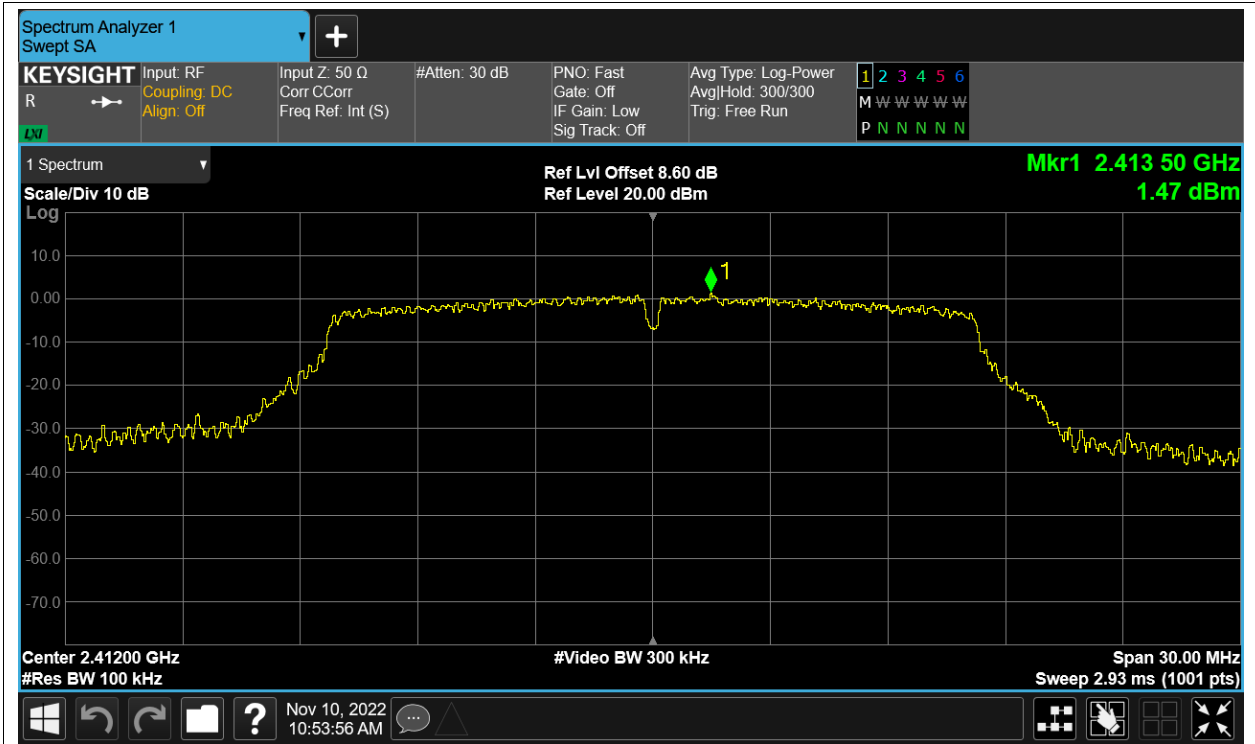 Spectrum Analyzer 1
Swept SA
KEYSIGHT
R
LXI
Input: RF
Coupling: DC
Align: Off
Input Z: 50 Ω
Corr CCorr
Freq Ref: Int (S)
#Atten: 30 dB
PNO: Fast
Gate: Off
IF Gain: Low
Sig Track: Off
Avg Type: Log-Power
Avg|Hold: 300/300
Trig: Free Run
1 2 3 4 5 6
M W W W W W
P N N N N N
1 Spectrum
Scale/Div 10 dB
Ref Lvl Offset 8.60 dB
Ref Level 20.00 dBm
Mkr1 2.413 50 GHz
1.47 dBm
Log
10.0
0.00
-10.0
-20.0
-30.0
-40.0
-50.0
-60.0
-70.0
1
Center 2.41200 GHz
#Res BW 100 kHz
#Video BW 300 kHz
Span 30.00 MHz
Sweep 2.93 ms (1001 pts)
?
Nov 10, 2022
10:53:56 AM